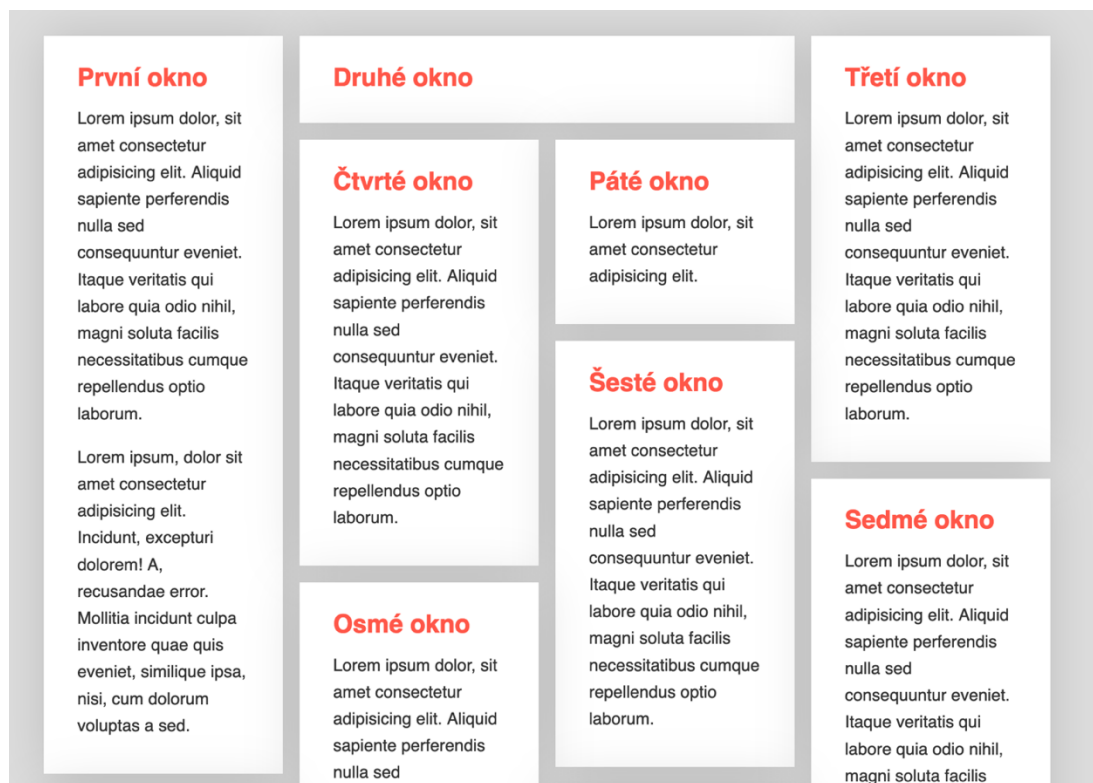 První okno
Lorem ipsum dolor, sit
amet consectetur
adipisicing elit. Aliquid
sapiente perferendis
nulla sed
consequuntur eveniet.
Itaque veritatis qui
labore quia odio nihil,
magni soluta facilis
necessitatibus cumque
repellendus optio
laborum.
Lorem ipsum, dolor sit
amet consectetur
adipisicing elit.
Incidunt, excepturi
dolorem! A,
recusandae error.
Mollitia incidunt culpa
inventore quae quis
eveniet, similique ipsa,
nisi, cum dolorum
voluptas a sed.
Druhé okno
Třetí okno
Lorem ipsum dolor, sit
amet consectetur
adipisicing elit. Aliquid
sapiente perferendis
nulla sed
consequuntur eveniet.
Itaque veritatis qui
labore quia odio nihil,
magni soluta facilis
necessitatibus cumque
repellendus optio
laborum.
Čtvrté okno
Lorem ipsum dolor, sit
amet consectetur
adipisicing elit. Aliquid
sapiente perferendis
nulla sed
consequuntur eveniet.
Itaque veritatis qui
labore quia odio nihil,
magni soluta facilis
necessitatibus cumque
repellendus optio
laborum.
Páté okno
Lorem ipsum dolor, sit
amet consectetur
adipisicing elit.
Šesté okno
Lorem ipsum dolor, sit
amet consectetur
adipisicing elit. Aliquid
sapiente perferendis
nulla sed
consequuntur eveniet.
Itaque veritatis qui
labore quia odio nihil,
magni soluta facilis
necessitatibus cumque
repellendus optio
laborum.
Sedmé okno
Lorem ipsum dolor, sit
amet consectetur
adipisicing elit. Aliquid
sapiente perferendis
nulla sed
consequuntur eveniet.
Itaque veritatis qui
labore quia odio nihil,
magni soluta facilis
Osmé okno
Lorem ipsum dolor, sit
amet consectetur
adipisicing elit. Aliquid
sapiente perferendis
nulla sed